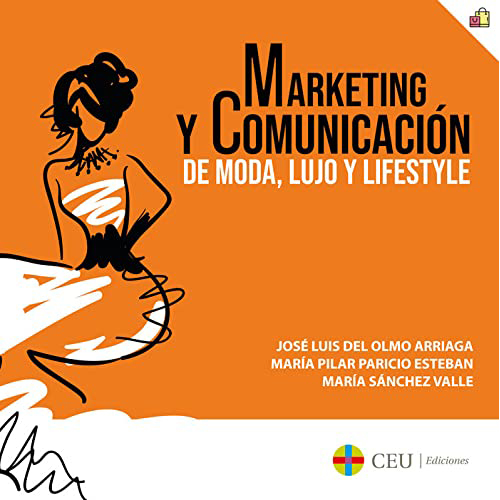 MARKETING
Y COMUNICACIÓN
DE MODA, LUJO Y LIFESTYLE
JOSÉ LUIS DEL OLMO ARRIAGA
MARÍA PILAR PARICIO ESTEBAN
MARÍA SÁNCHEZ VALLE
CEU | Ediciones